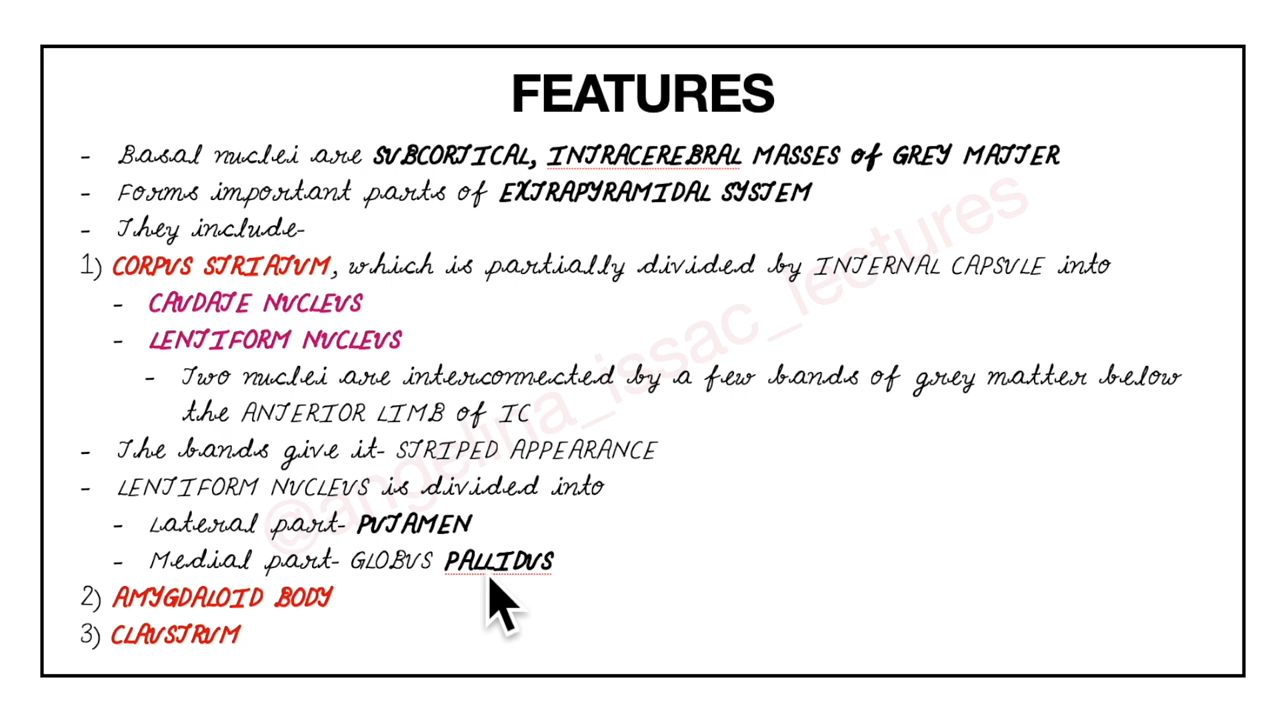 FEATURES
- Basal nuclei are SUBCORTICAL, INTRACEREBRAL MASSES of GREY MATTER
- Forms important parts of EXTRAPYRAMIDAL SYSTEM
- They include-
1) CORPUS STRIATUM, which is partially divided by INTERNAL CAPSULE into
- CAUDATE NUCLEUS
- LENTIFORM NUCLEUS
- Two nuclei are interconnected by a few bands of grey matter below
the ANTERIOR LIMB of IC
- The bands give it- STRIPED APPEARANCE
- LENTIFORM NUCLEUS is divided into
- Lateral part- PUTAMEN
- Medial part- GLOBUS PALLIDUS
2) AMYGDALOID BODY
3) CLAUSTRUM
@angelina_issac_lectures